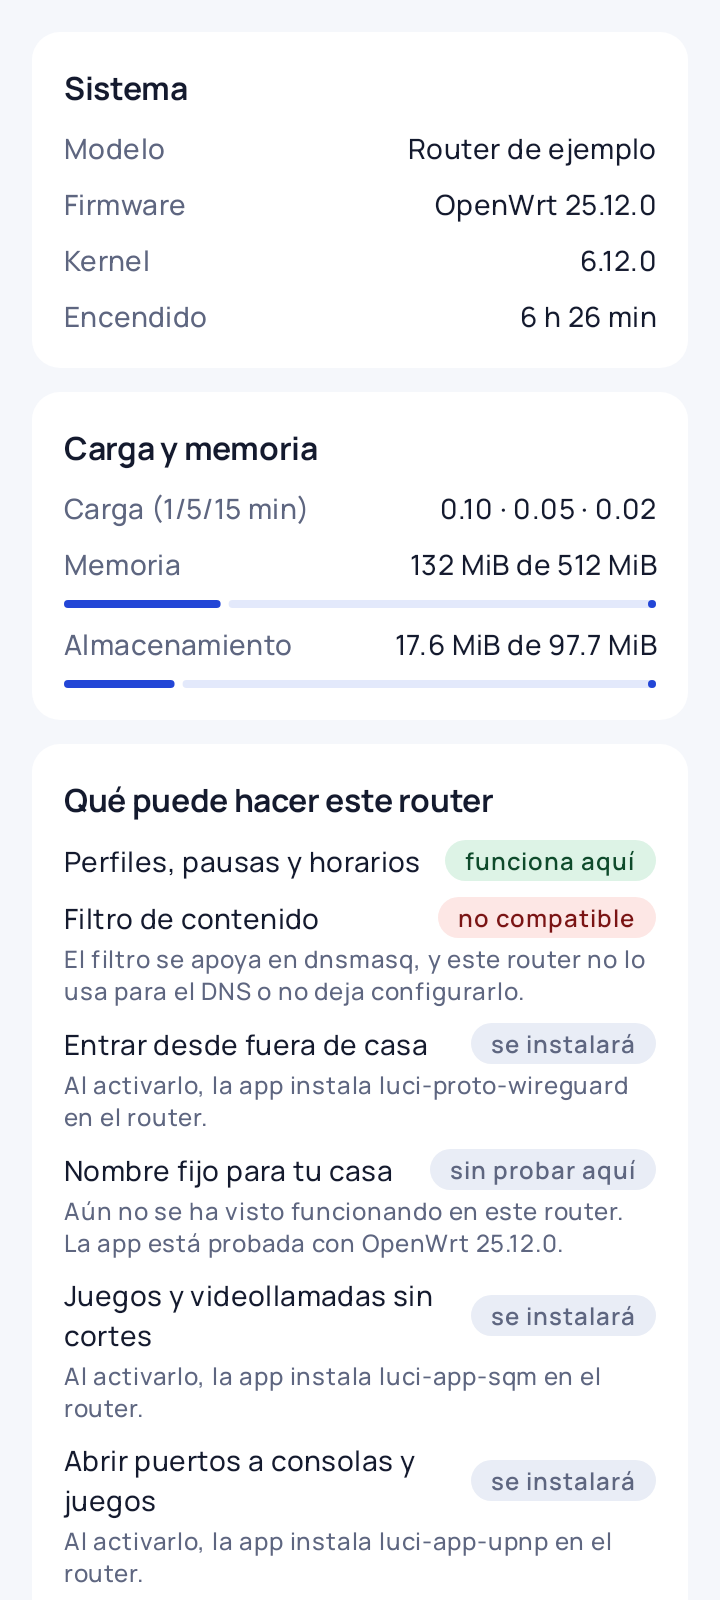 Sistema
Modelo Router de ejemplo
Firmware OpenWrt 25.12.0
Kernel 6.12.0
Encendido 6 h 26 min
Carga y memoria
Carga (1/5/15 min) 0.10 · 0.05 · 0.02
Memoria 132 MiB de 512 MiB
Almacenamiento 17.6 MiB de 97.7 MiB
Qué puede hacer este router
Perfiles, pausas y horarios funciona aquí
Filtro de contenido no compatible
El filtro se apoya en dnsmasq, y este router no lo
usa para el DNS o no deja configurarlo.
Entrar desde fuera de casa se instalará
Al activarlo, la app instala luci-proto-wireguard
en el router.
Nombre fijo para tu casa sin probar aquí
Aún no se ha visto funcionando en este router.
La app está probada con OpenWrt 25.12.0.
Juegos y videollamadas sin
cortes
se instalará
Al activarlo, la app instala luci-app-sqm en el
router.
Abrir puertos a consolas y
juegos
se instalará
Al activarlo, la app instala luci-app-upnp en el
router.